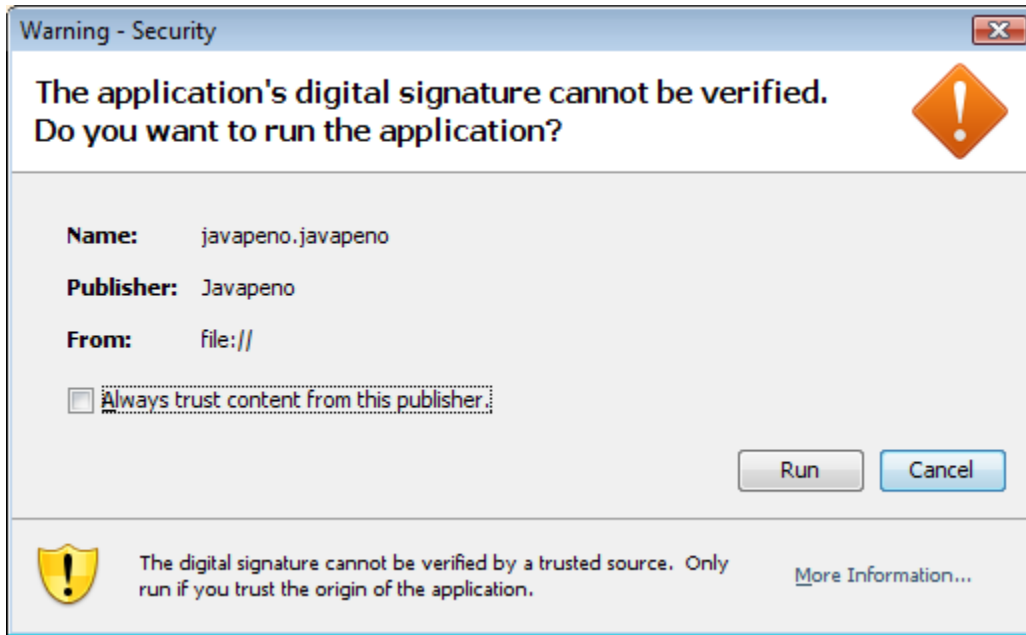 Warning - Security
The application's digital signature cannot be verified.
Do you want to run the application?
Name: javapeno.javapeno
Publisher: Javapeno
From: file://
Always trust content from this publisher.
Run Cancel
The digital signature cannot be verified by a trusted source. Only
run if you trust the origin of the application.
More Information...